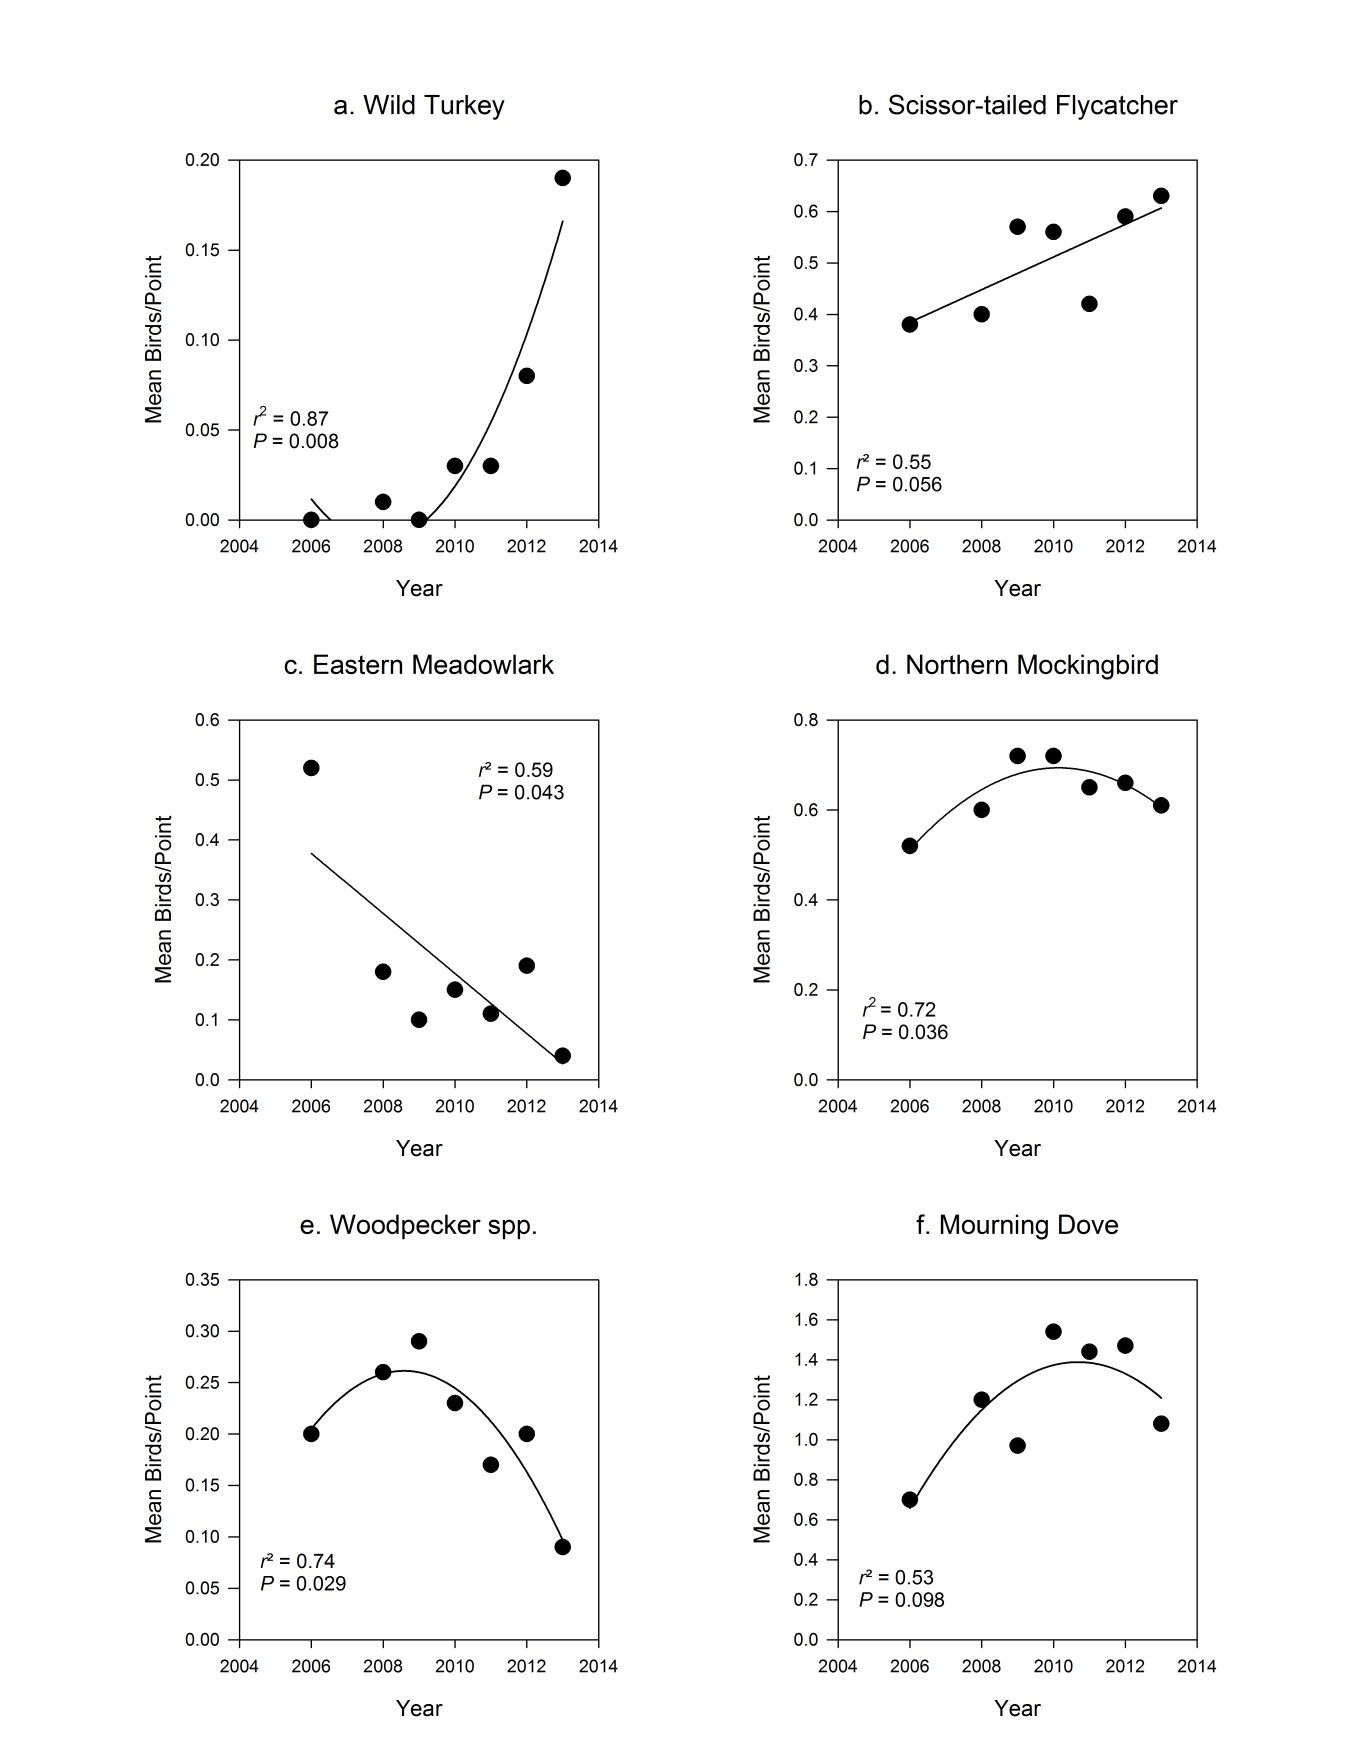 a. Wild Turkey
0.20
0.15
0.10
0.05
0.00
Mean Birds/Point
r² = 0.87
P = 0.008
2004 2006 2008 2010 2012 2014
Year
b. Scissor-tailed Flycatcher
0.7
0.6
0.5
0.4
0.3
0.2
0.1
0.0
Mean Birds/Point
r² = 0.55
P = 0.056
2004 2006 2008 2010 2012 2014
Year
c. Eastern Meadowlark
0.6
0.5
0.4
0.3
0.2
0.1
0.0
Mean Birds/Point
r² = 0.59
P = 0.043
2004 2006 2008 2010 2012 2014
Year
d. Northern Mockingbird
0.8
0.6
0.4
0.2
0.0
Mean Birds/Point
r² = 0.72
P = 0.036
2004 2006 2008 2010 2012 2014
Year
e. Woodpecker spp.
0.35
0.30
0.25
0.20
0.15
0.10
0.05
0.00
Mean Birds/Point
r² = 0.74
P = 0.029
2004 2006 2008 2010 2012 2014
Year
f. Mourning Dove
1.8
1.6
1.4
1.2
1.0
0.8
0.6
0.4
0.2
0.0
Mean Birds/Point
r² = 0.53
P = 0.098
2004 2006 2008 2010 2012 2014
Year